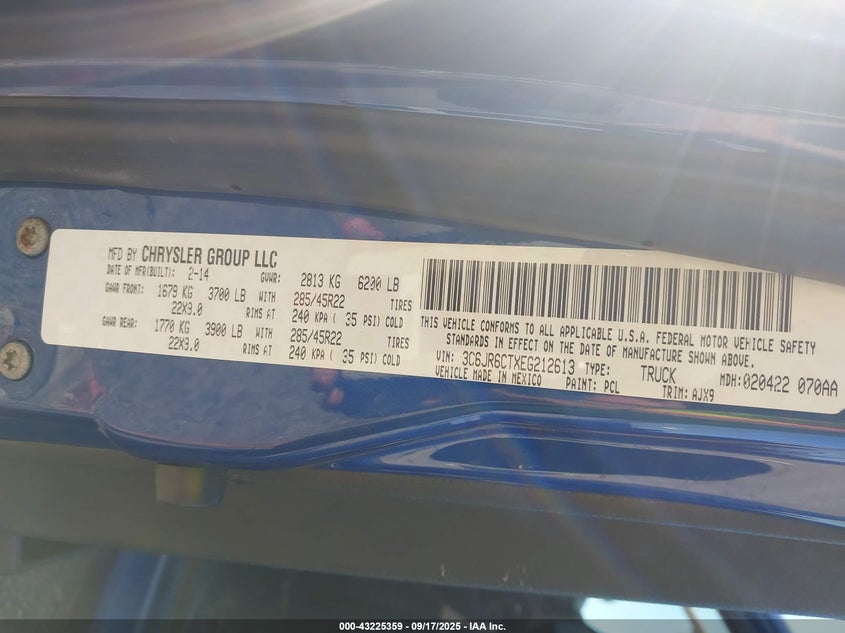 MFD BY CHRYSLER GROUP LLC
DATE OF MFR(BUILT): 2-14 GVWR: 2813 KG 6200 LB
GAWR FRONT: 1679 KG 3700 LB WITH 285/45R22 TIRES
22X9.0 RIMS AT 240 KPA ( 35 PSI) COLD
GAWR REAR: 1770 KG 3900 LB WITH 285/45R22 TIRES
22X9.0 RIMS AT 240 KPA ( 35 PSI) COLD
THIS VEHICLE CONFORMS TO ALL APPLICABLE U.S.A. FEDERAL MOTOR VEHICLE SAFETY
STANDARDS IN EFFECT ON THE DATE OF MANUFACTURE SHOWN ABOVE.
VIN: 3C6JR6CTXEG212613 TYPE: TRUCK MDH: 020422 070AA
VEHICLE MADE IN MEXICO PAINT: PCL TRIM: AJX9
000-43225359 - 09/17/2025 - IAA Inc.